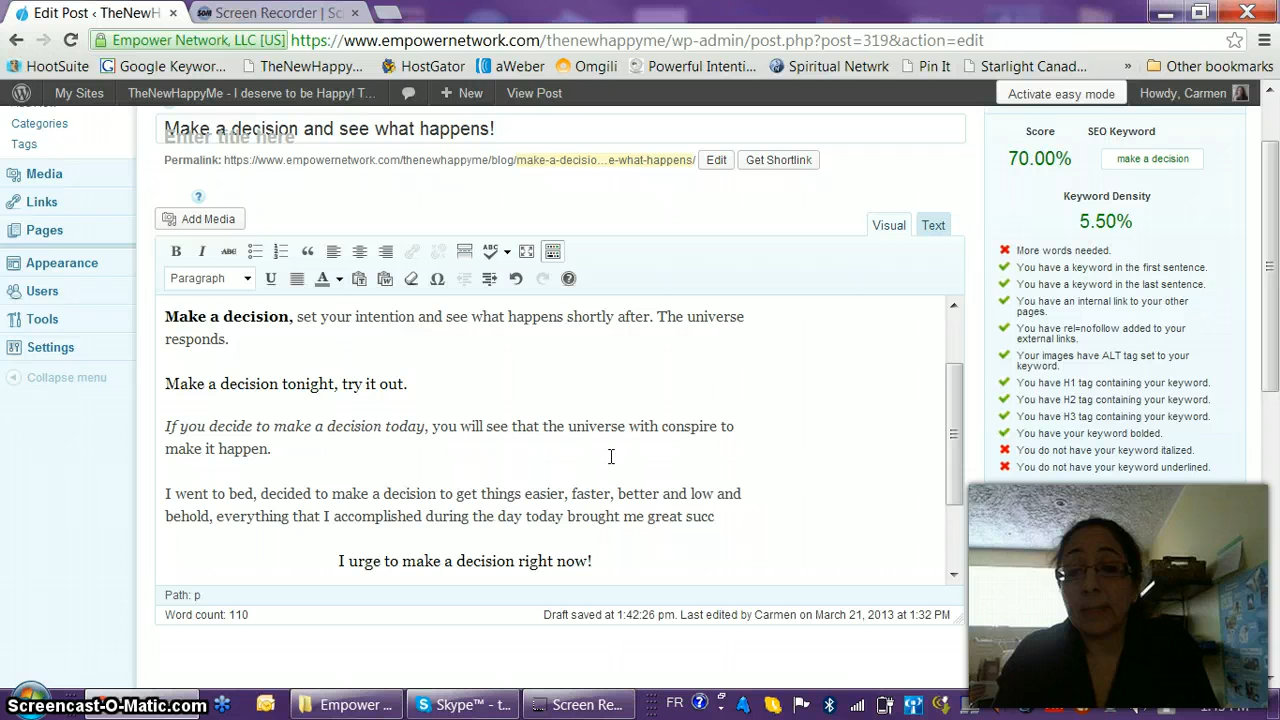 Edit Post ‹ TheNewH
Screen Recorder | Sc
Empower Network, LLC [US] https://www.empowernetwork.com/thenewhappyme/wp-admin/post.php?post=319&action=edit
HootSuite Google Keywor... TheNewHappy... HostGator aWeber Omgili Powerful Intenti... Spiritual Netwrk Pin It Starlight Canad... » Other bookmarks
My Sites TheNewHappyMe - I deserve to be Happy! T... + New View Post Activate easy mode Howdy, Carmen
Categories
Tags
Media
Links
Pages
Appearance
Users
Tools
Settings
Collapse menu
Make a decision and see what happens!
Enter title here
Permalink: https://www.empowernetwork.com/thenewhappyme/blog/make-a-decisio…e-what-happens/ Edit Get Shortlink
?
Add Media
Visual Text
B I ABC ABC
Paragraph U A Ω ?
Make a decision, set your intention and see what happens shortly after. The universe
responds.
Make a decision tonight, try it out.
If you decide to make a decision today, you will see that the universe with conspire to
make it happen.
I went to bed, decided to make a decision to get things easier, faster, better and low and
behold, everything that I accomplished during the day today brought me great succ
I urge to make a decision right now!
Path: p
Word count: 110 Draft saved at 1:42:26 pm. Last edited by Carmen on March 21, 2013 at 1:32 PM
Score SEO Keyword
70.00% make a decision
Keyword Density
5.50%
More words needed.
You have a keyword in the first sentence.
You have a keyword in the last sentence.
You have an internal link to your other
pages.
You have rel=nofollow added to your
external links.
Your images have ALT tag set to your
keyword.
You have H1 tag containing your keyword.
You have H2 tag containing your keyword.
You have H3 tag containing your keyword.
You have your keyword bolded.
You do not have your keyword italized.
You do not have your keyword underlined.
Screencast-O-Matic.com
Empower ... Skype™ - t... Screen Re... FR